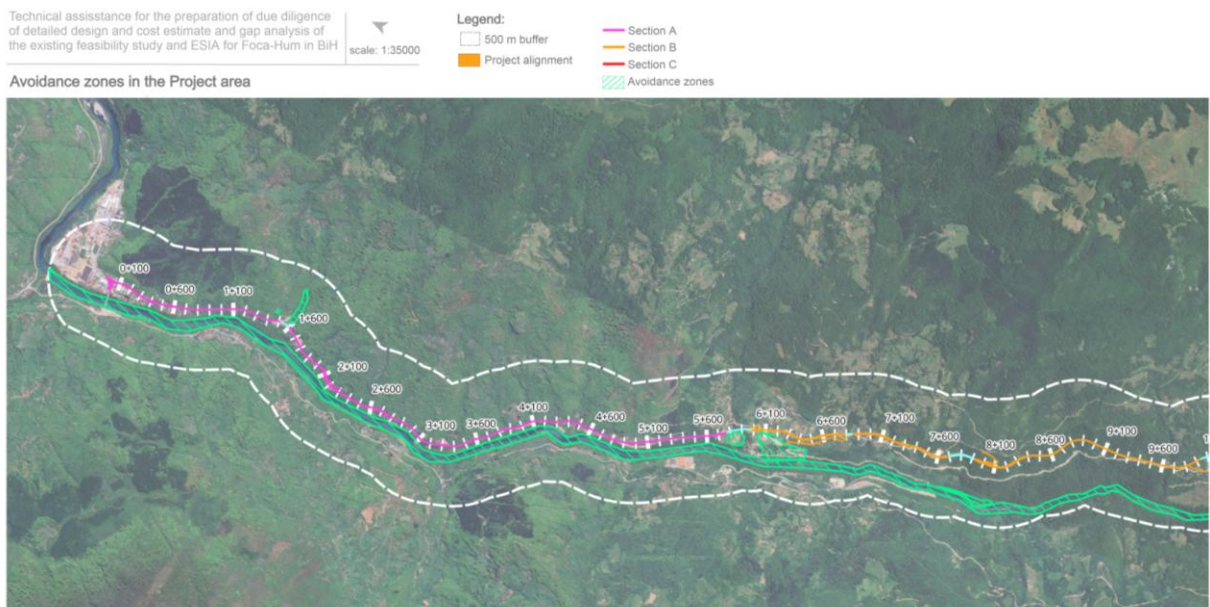 Technical assisstance for the preparation of due diligence
of detailed design and cost estimate and gap analysis of
the existing feasibility study and ESIA for Foca-Hum in BiH
scale: 1:35000
Legend:
500 m buffer
Project alignment
Section A
Section B
Section C
Avoidance zones
Avoidance zones in the Project area
0+100
0+600
1+100
1+600
2+100
2+600
3+100
3+600
4+100
4+600
5+100
5+600
6+100
6+600
7+100
7+600
8+100
8+600
9+100
9+600